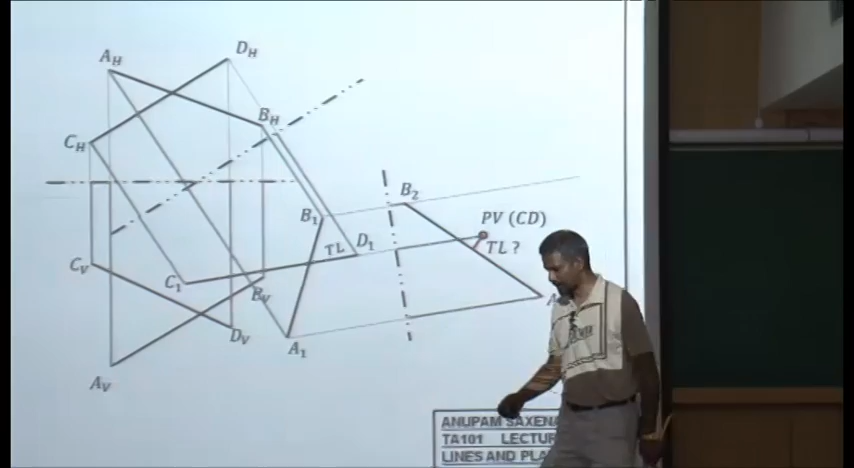 A_H
D_H
B_H
C_H
B_2
PV (CD)
B_1
TL
D_1
TL?
C_V
C_1
B_V
D_V
A_1
A_V
ANUPAM SAXENA
TA101 LECTUR
LINES AND PLA